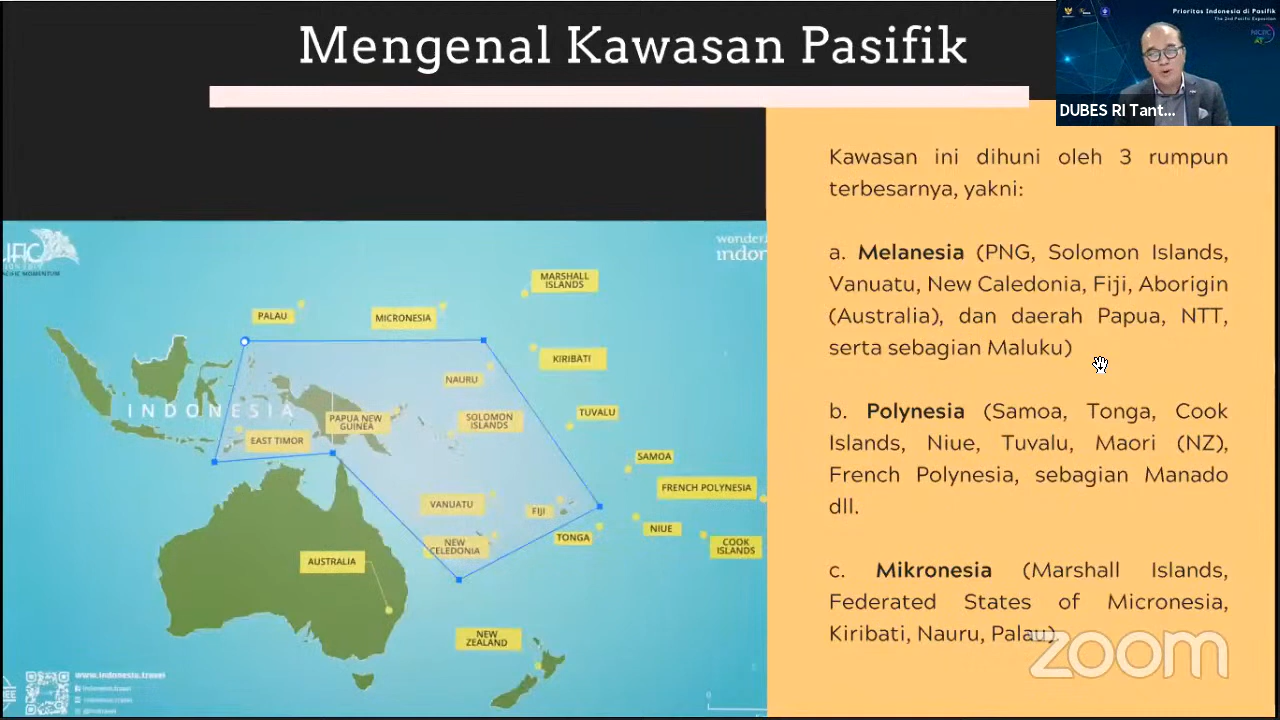 Mengenal Kawasan Pasifik
Prioritas Indonesia di Pasifik
The 2nd Pacific Exposition
DUBES RI Tant...
Kawasan ini dihuni oleh 3 rumpun
terbesarnya, yakni:
a. Melanesia (PNG, Solomon Islands,
Vanuatu, New Caledonia, Fiji, Aborigin
(Australia), dan daerah Papua, NTT,
serta sebagian Maluku)
b. Polynesia (Samoa, Tonga, Cook
Islands, Niue, Tuvalu, Maori (NZ),
French Polynesia, sebagian Manado
dll.
c. Mikronesia (Marshall Islands,
Federated States of Micronesia,
Kiribati, Nauru, Palau)
zoom
MARSHALL
ISLANDS
PALAU
MICRONESIA
KIRIBATI
NAURU
INDONESIA
PAPUA NEW
GUINEA
SOLOMON
ISLANDS
TUVALU
EAST TIMOR
SAMOA
FRENCH POLYNESIA
VANUATU
FIJI
NIUE
TONGA
NEW
CELEDONIA
COOK
ISLANDS
AUSTRALIA
NEW
ZEALAND
www.indonesia.travel
0